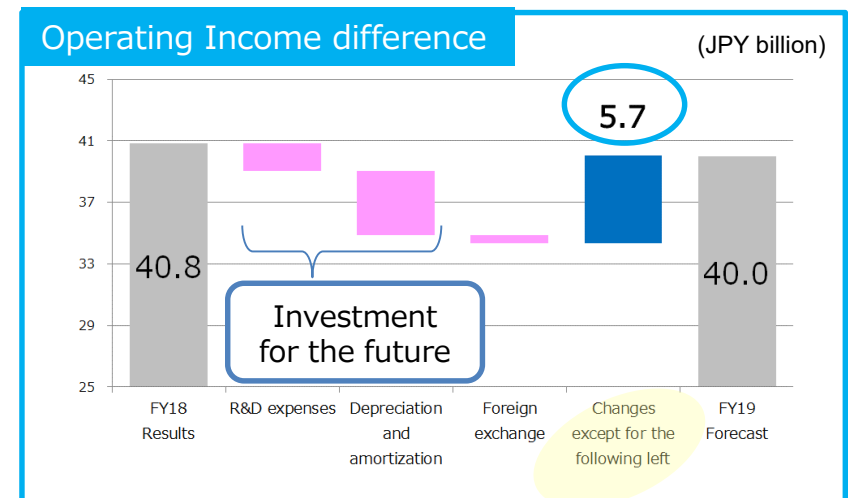 Operating Income difference
(JPY billion)
45
41
37
33
29
25
5.7
40.8
40.0
Investment
for the future
FY18
Results
R&D expenses
Depreciation
and
amortization
Foreign
exchange
Changes
except for the
following left
FY19
Forecast